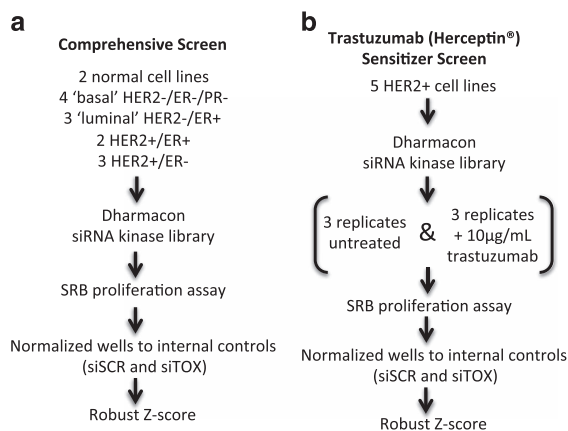 a
Comprehensive Screen
2 normal cell lines
4 ‘basal’ HER2-/ER-/PR-
3 ‘luminal’ HER2-/ER+
2 HER2+/ER+
3 HER2+/ER-
Dharmacon
siRNA kinase library
SRB proliferation assay
Normalized wells to internal controls
(siSCR and siTOX)
Robust Z-score
b
Trastuzumab (Herceptin®)
Sensitizer Screen
5 HER2+ cell lines
Dharmacon
siRNA kinase library
3 replicates
untreated
&
3 replicates
+ 10µg/mL
trastuzumab
SRB proliferation assay
Normalized wells to internal controls
(siSCR and siTOX)
Robust Z-score